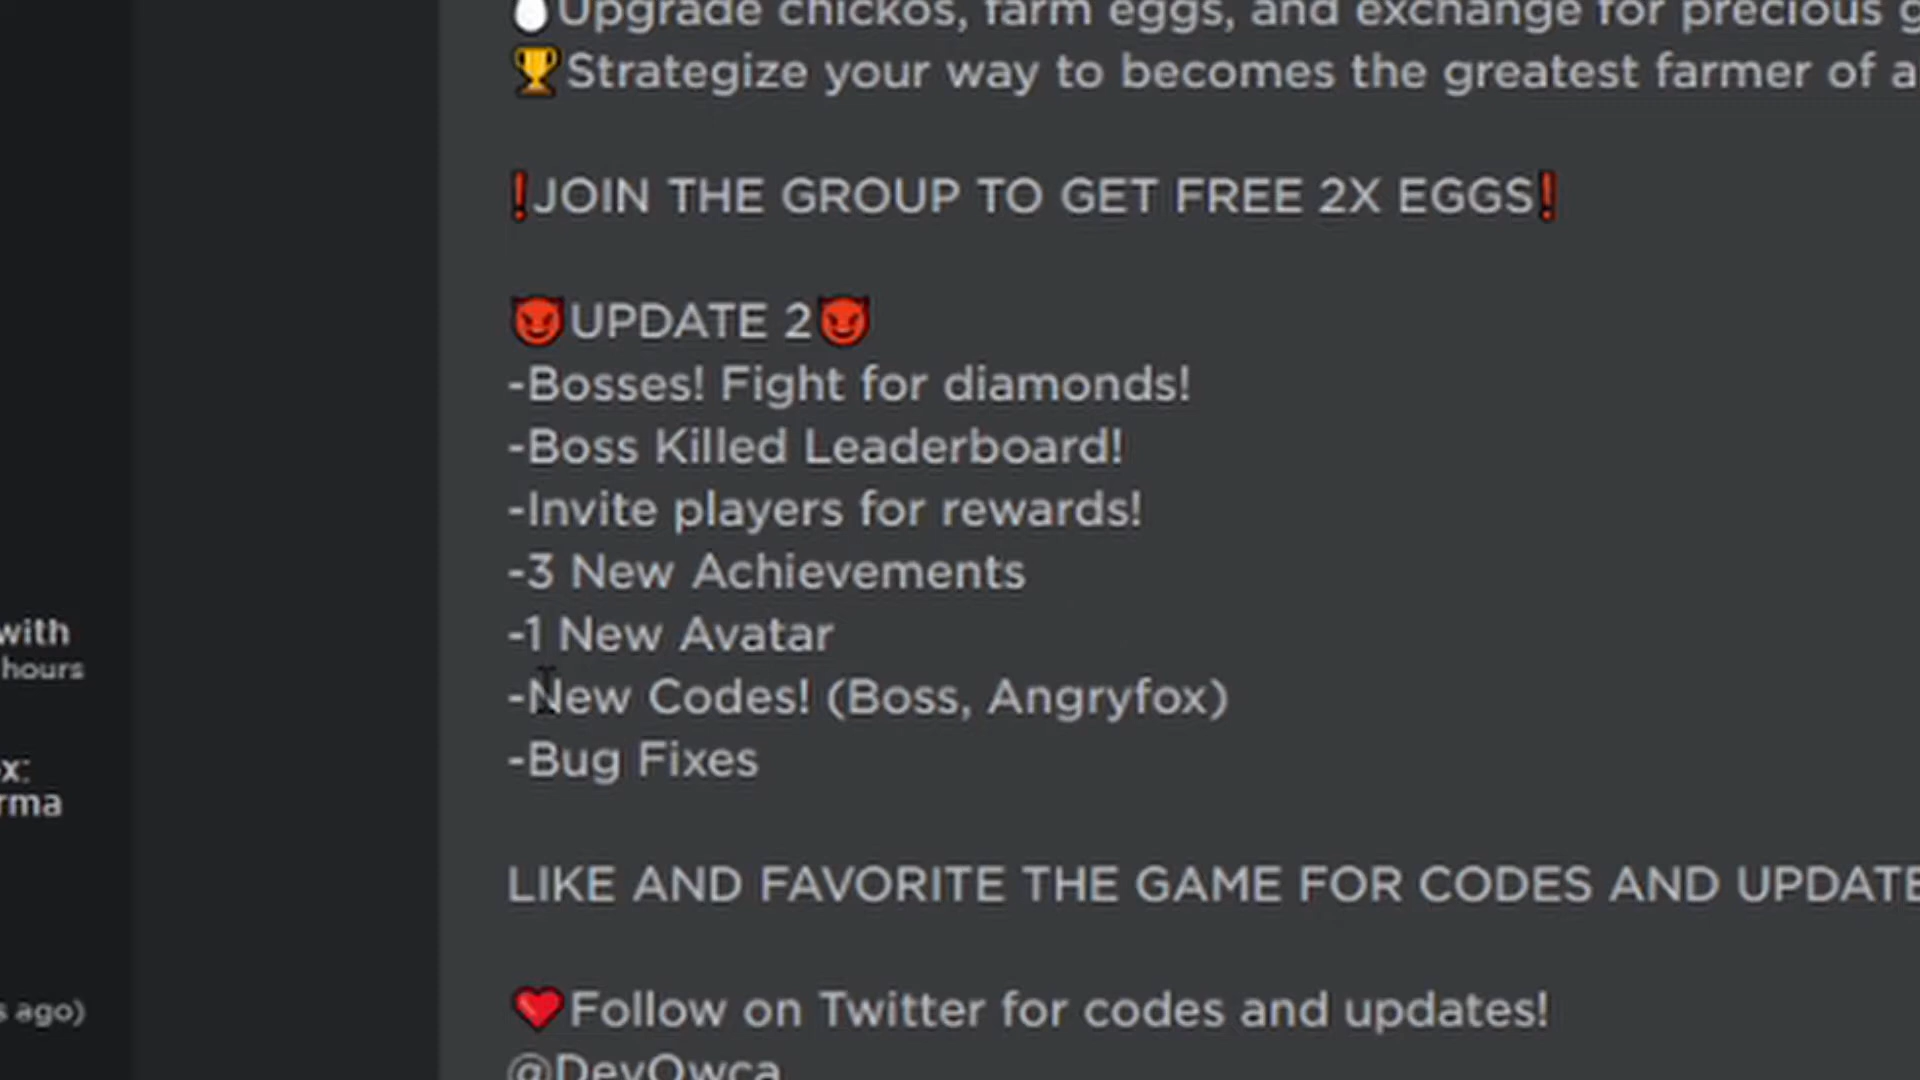 Upgrade chickos, farm eggs, and exchange for precious
🏆Strategize your way to becomes the greatest farmer of
❗JOIN THE GROUP TO GET FREE 2X EGGS❗
😈UPDATE 2😈
-Bosses! Fight for diamonds!
-Boss Killed Leaderboard!
-Invite players for rewards!
-3 New Achievements
-1 New Avatar
with
hours
-New Codes! (Boss, Angryfox)
-Bug Fixes
x:
rma
LIKE AND FAVORITE THE GAME FOR CODES AND UPDATE
❤️Follow on Twitter for codes and updates!
s ago)
@DevOwca